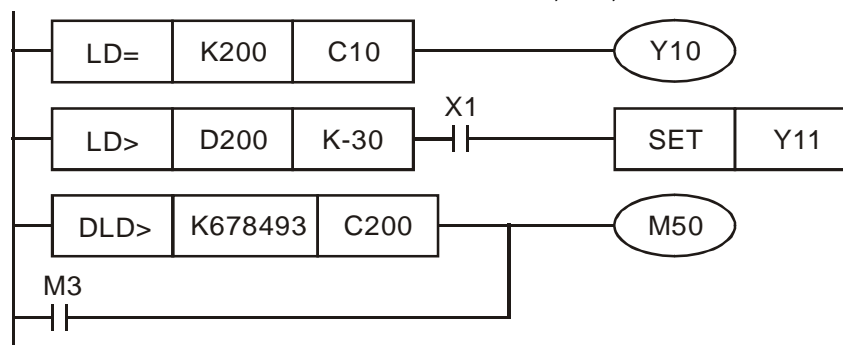 LD= K200 C10 Y10
X1
LD> D200 K-30 SET Y11
DLD> K678493 C200 M50
M3